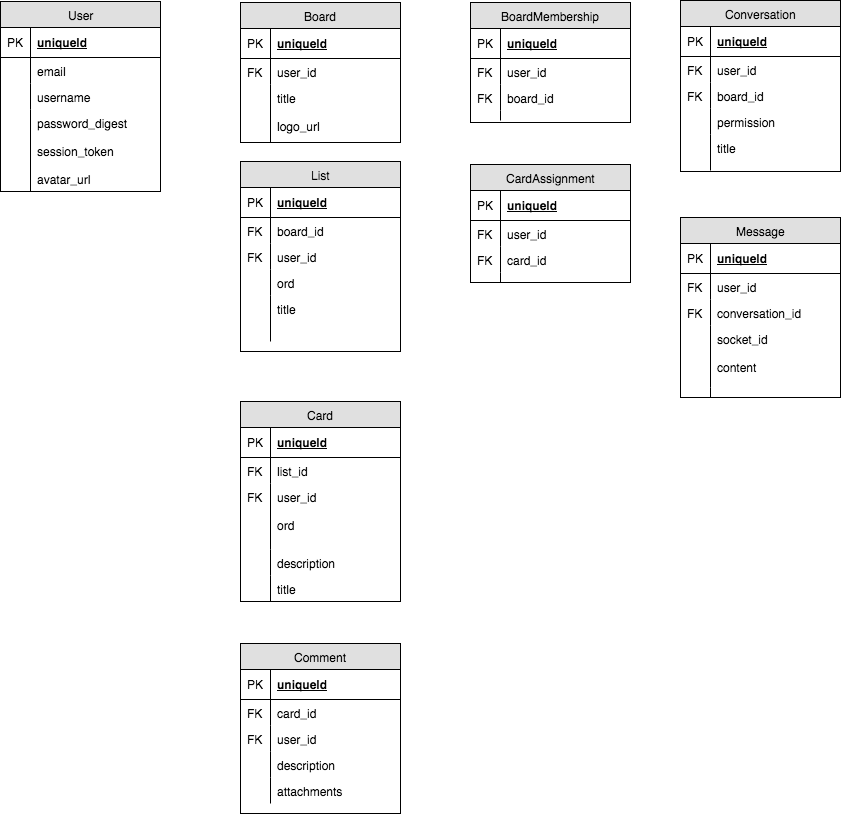 User
PK uniqueId
email
username
password_digest
session_token
avatar_url
Board
PK uniqueId
FK user_id
title
logo_url
List
PK uniqueId
FK board_id
FK user_id
ord
title
Card
PK uniqueId
FK list_id
FK user_id
ord
description
title
Comment
PK uniqueId
FK card_id
FK user_id
description
attachments
BoardMembership
PK uniqueId
FK user_id
FK board_id
CardAssignment
PK uniqueId
FK user_id
FK card_id
Conversation
PK uniqueId
FK user_id
FK board_id
permission
title
Message
PK uniqueId
FK user_id
FK conversation_id
socket_id
content